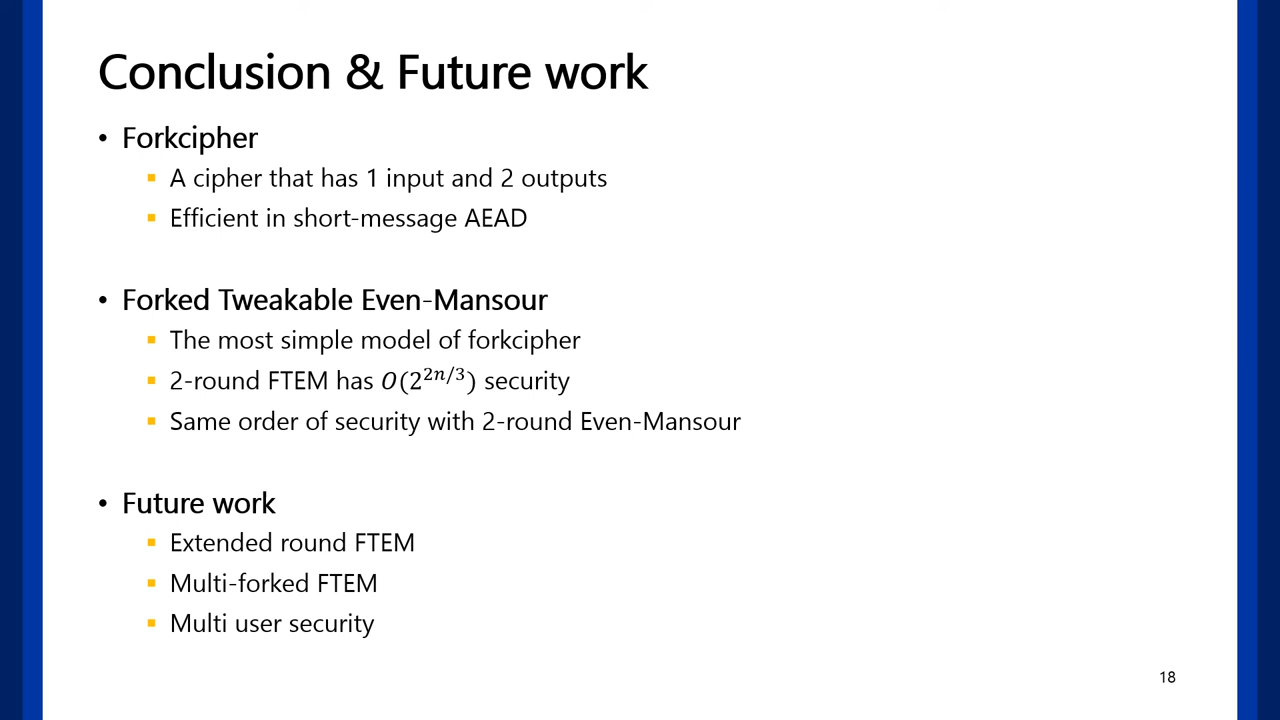 Conclusion & Future work
• Forkcipher
▪ A cipher that has 1 input and 2 outputs
▪ Efficient in short-message AEAD
• Forked Tweakable Even-Mansour
▪ The most simple model of forkcipher
▪ 2-round FTEM has $O(2^{2n/3})$ security
▪ Same order of security with 2-round Even-Mansour
• Future work
▪ Extended round FTEM
▪ Multi-forked FTEM
▪ Multi user security
18